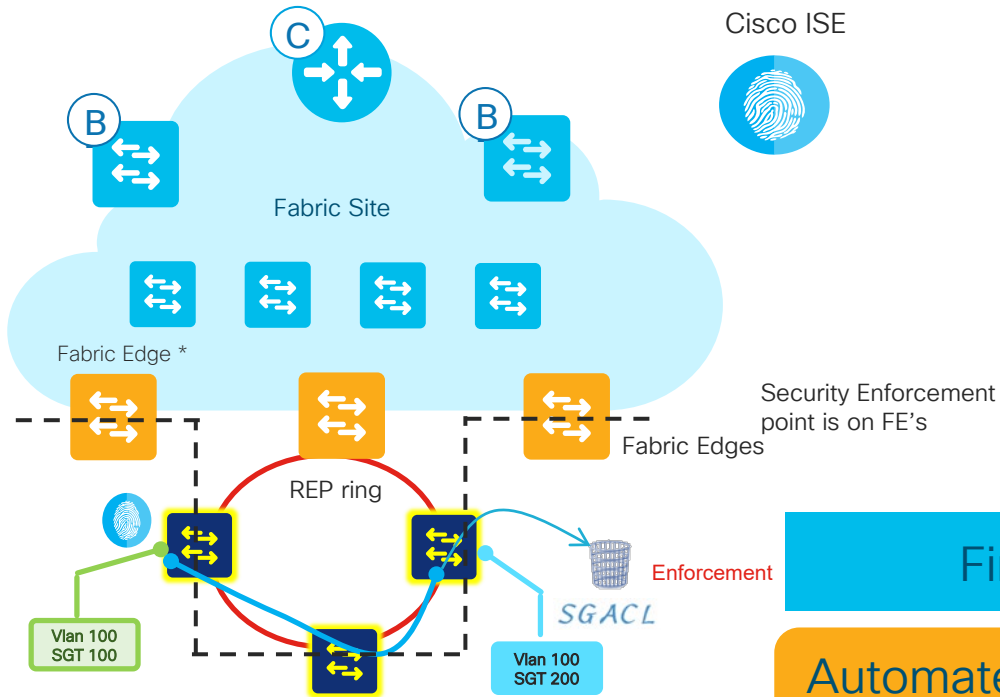 C
Cisco ISE
B
B
Fabric Site
Fabric Edge *
Security Enforcement
point is on FE's
Fabric Edges
REP ring
Enforcement
SGACL
Vlan 100
SGT 100
Vlan 100
SGT 200
Automate